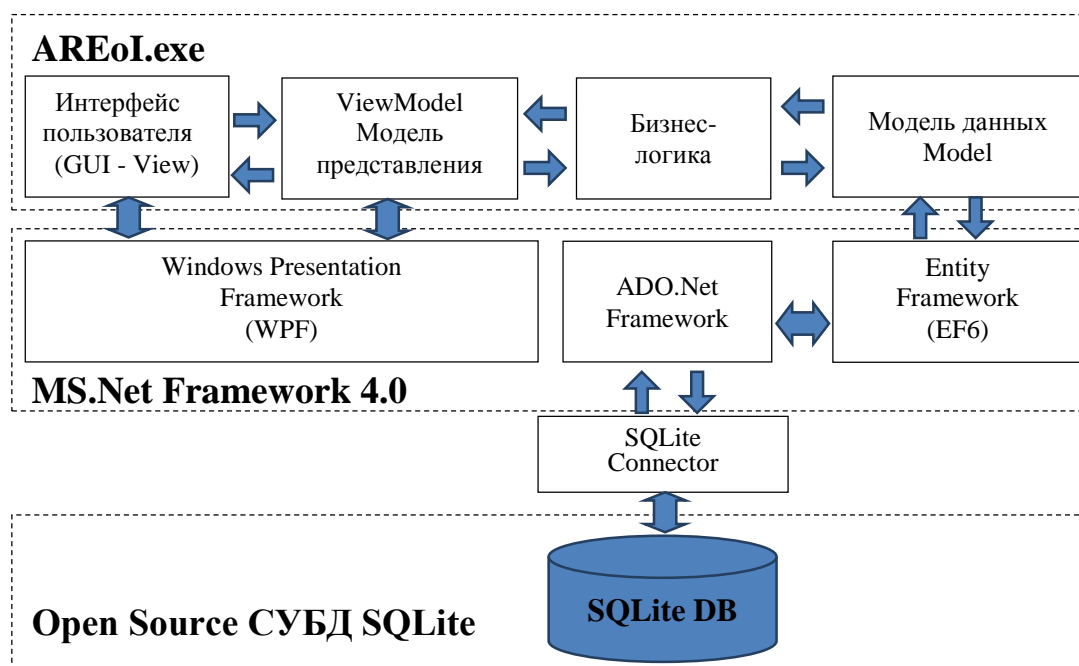 AREoI.exe
Интерфейс
пользователя
(GUI - View)
ViewModel
Модель
представления
Бизнес-
логика
Модель данных
Model
Windows Presentation
Framework
(WPF)
ADO.Net
Framework
Entity
Framework
(EF6)
MS.Net Framework 4.0
SQLite
Connector
SQLite DB
Open Source СУБД SQLite